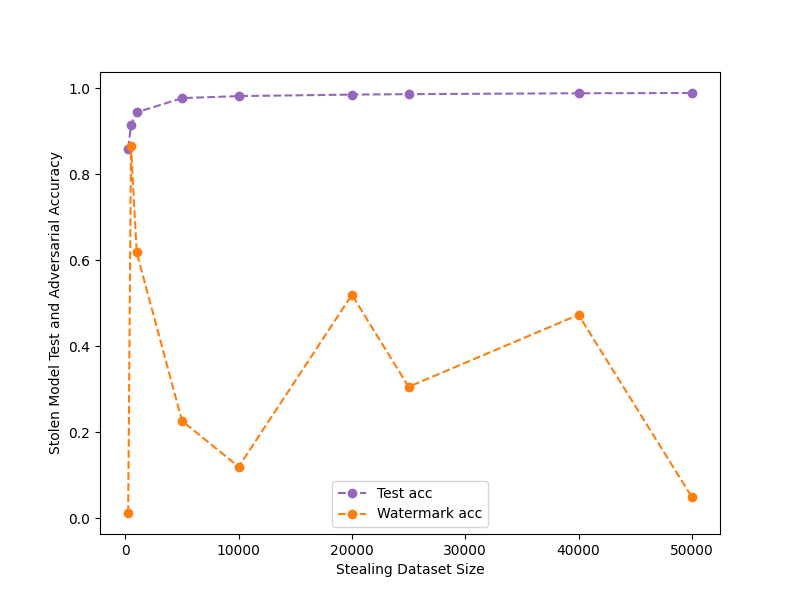 1.0
0.8
0.6
0.4
0.2
0.0
Stolen Model Test and Adversarial Accuracy
Test acc
Watermark acc
0 10000 20000 30000 40000 50000
Stealing Dataset Size